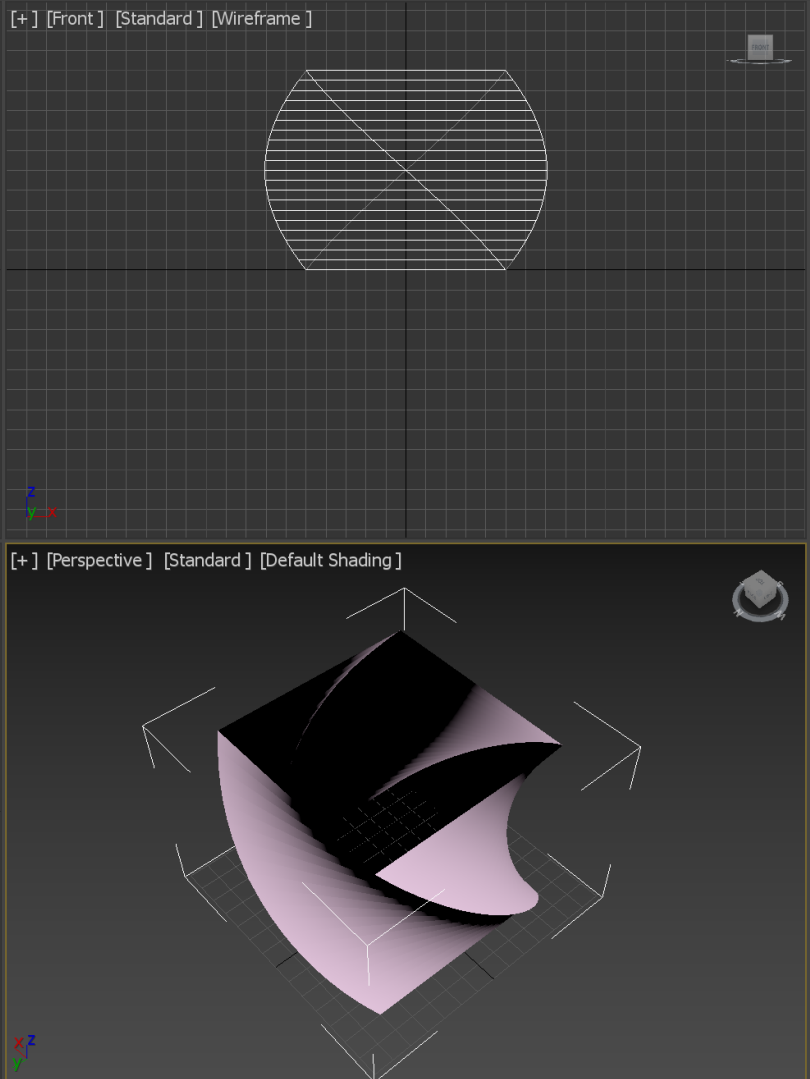 [+] [Front] [Standard] [Wireframe]
FRONT
z
y x
[+] [Perspective] [Standard] [Default Shading]
x z
y